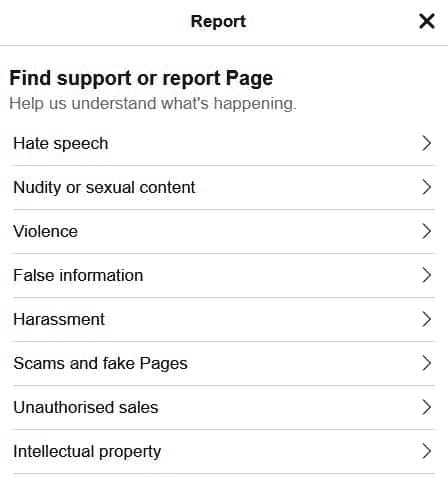 Report
Find support or report Page
Help us understand what's happening.
Hate speech
Nudity or sexual content
Violence
False information
Harassment
Scams and fake Pages
Unauthorised sales
Intellectual property